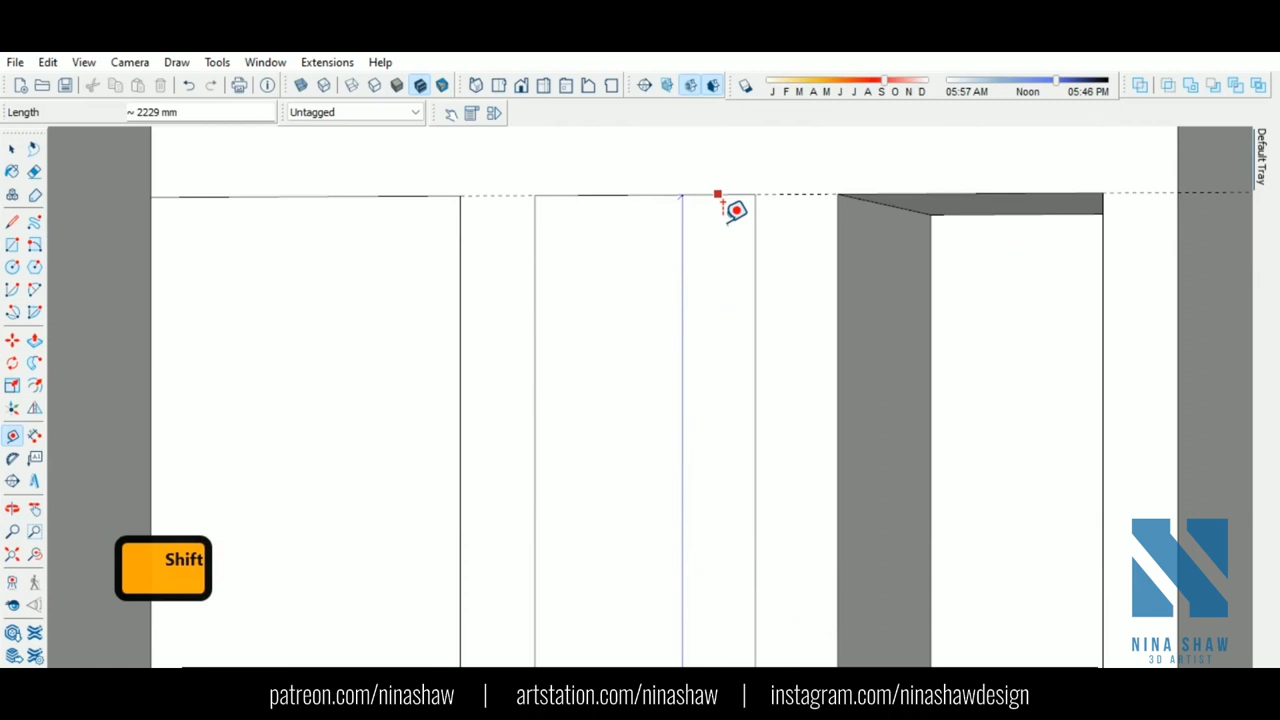 File Edit View Camera Draw Tools Window Extensions Help
J F M A M J J A S O N D 05:57 AM Noon 05:46 PM
Length ~ 2229 mm Untagged
Default Tray
Shift
NINA SHAW
3D ARTIST
patreon.com/ninashaw | artstation.com/ninashaw | instagram.com/ninashawdesign